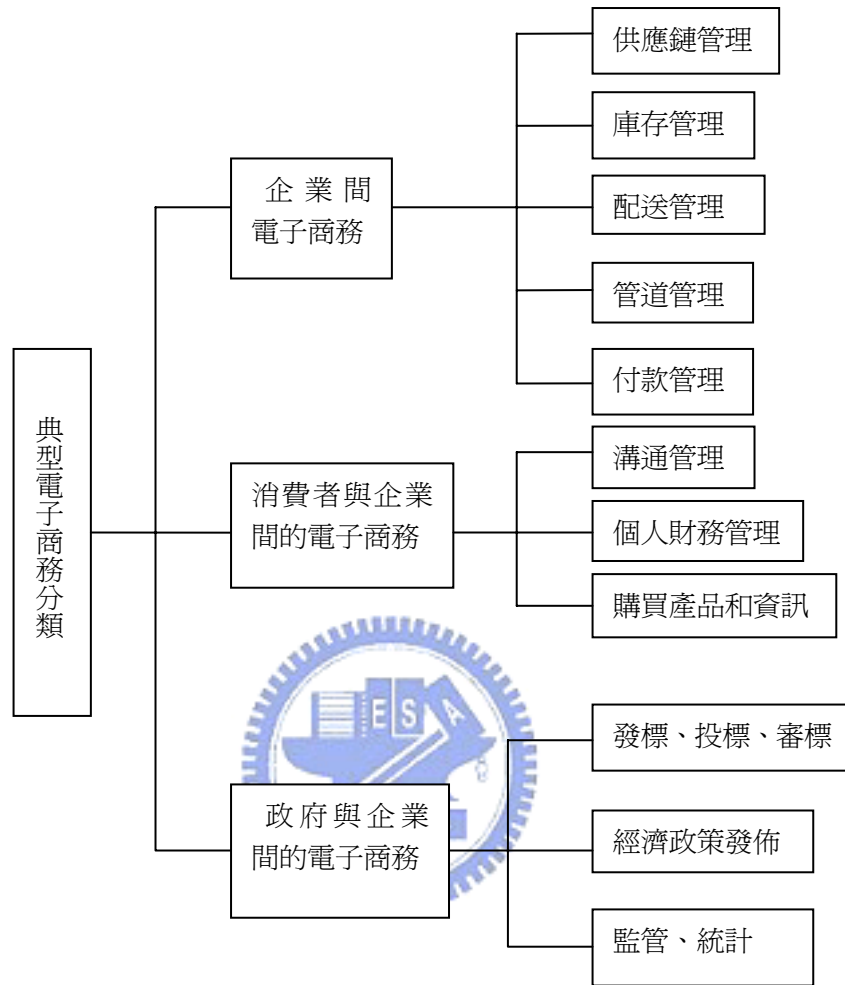 典型電子商務分類
企業間
電子商務
供應鏈管理
庫存管理
配送管理
管道管理
付款管理
消費者與企業
間的電子商務
溝通管理
個人財務管理
購買產品和資訊
政府與企業
間的電子商務
發標、投標、審標
經濟政策發佈
監管、統計
ESA